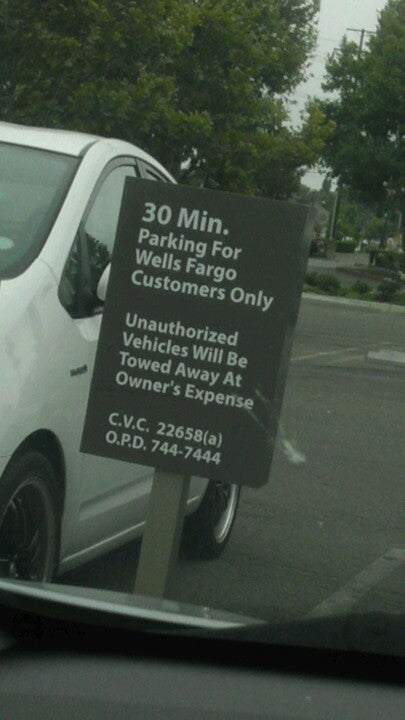 30 Min.
Parking For
Wells Fargo
Customers Only
Unauthorized
Vehicles Will Be
Towed Away At
Owner's Expense
C.V.C. 22658(a)
O.P.D. 744-7444